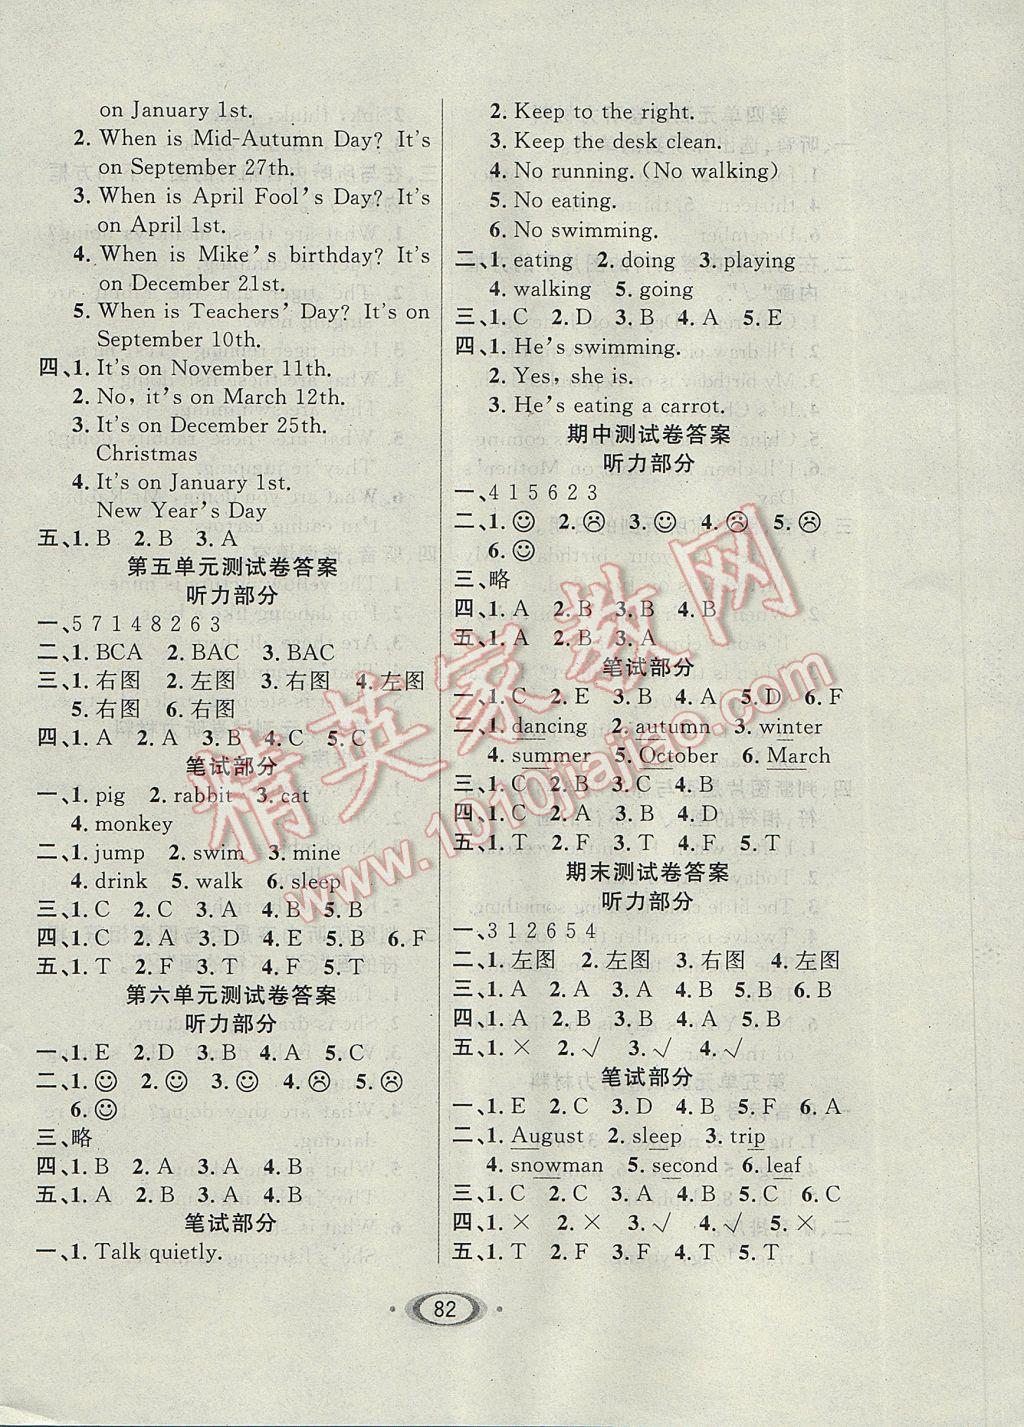 on January 1st.
2. When is Mid-Autumn Day? It's
on September 27th.
3. When is April Fool's Day? It's
on April 1st.
4. When is Mike's birthday? It's
on December 21st.
5. When is Teachers' Day? It's on
September 10th.
四、1. It's on November 11th.
2. No, it's on March 12th.
3. It's on December 25th.
Christmas
4. It's on January 1st.
New Year's Day
五、1. B 2. B 3. A
第五单元测试卷答案
听力部分
一、5 7 1 4 8 2 6 3
二、1. BCA 2. BAC 3. BAC
三、1. 右图 2. 左图 3. 右图 4. 左图
5. 右图 6. 右图
四、1. A 2. A 3. B 4. C 5. C
笔试部分
一、1. pig 2. rabbit 3. cat
4. monkey
二、1. jump 2. swim 3. mine
4. drink 5. walk 6. sleep
三、1. C 2. C 3. A 4. B 5. B
四、1. C 2. A 3. D 4. E 5. B 6. F
五、1. T 2. F 3. T 4. F 5. T
第六单元测试卷答案
听力部分
一、1. E 2. D 3. B 4. A 5. C
二、1. ☺ 2. ☺ 3. ☺ 4. ☹ 5. ☹
6. ☺
三、略
四、1. B 2. A 3. A 4. B
五、1. A 2. B 3. A 4. B
笔试部分
一、1. Talk quietly.
2. Keep to the right.
3. Keep the desk clean.
4. No running. (No walking)
5. No eating.
6. No swimming.
二、1. eating 2. doing 3. playing
4. walking 5. going
三、1. C 2. D 3. B 4. A 5. E
四、1. He's swimming.
2. Yes, she is.
3. He's eating a carrot.
期中测试卷答案
听力部分
一、4 1 5 6 2 3
二、1. ☺ 2. ☹ 3. ☺ 4. ☹ 5. ☹
6. ☺
三、略
四、1. A 2. B 3. B 4. B
五、1. A 2. B 3. A
笔试部分
一、1. C 2. E 3. B 4. A 5. D 6. F
二、1. dancing 2. autumn 3. winter
4. summer 5. October 6. March
三、1. C 2. B 3. C 4. B
四、1. C 2. A 3. B 4. D
五、1. T 2. F 3. T 4. F 5. T
期末测试卷答案
听力部分
一、3 1 2 6 5 4
二、1. 左图 2. 左图 3. 右图 4. 左图
三、1. A 2. A 3. A 4. B 5. B 6. B
四、1. A 2. B 3. B 4. A 5. B
五、1. × 2. √ 3. √ 4. √
笔试部分
一、1. E 2. C 3. D 4. B 5. F 6. A
二、1. August 2. sleep 3. trip
4. snowman 5. second 6. leaf
三、1. C 2. C 3. A 4. B 5. C 6. C
四、1. × 2. × 3. √ 4. √ 5. ×
五、1. T 2. F 3. F 4. T 5. T
82
精英家教网
www.1010jiajiao.com